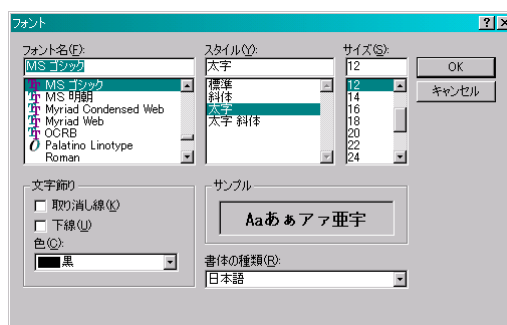 フォント
フォント名(F):
MS ゴシック
MS ゴシック
MS 明朝
Myriad Condensed Web
Myriad Web
OCRB
Palatino Linotype
Roman
スタイル(Y):
太字
標準
斜体
太字
太字 斜体
サイズ(S):
12
12
14
16
18
20
22
24
OK
キャンセル
文字飾り
取り消し線(K)
下線(U)
色(C):
黒
サンプル
Aaあぁアァ亜宇
書体の種類(R):
日本語